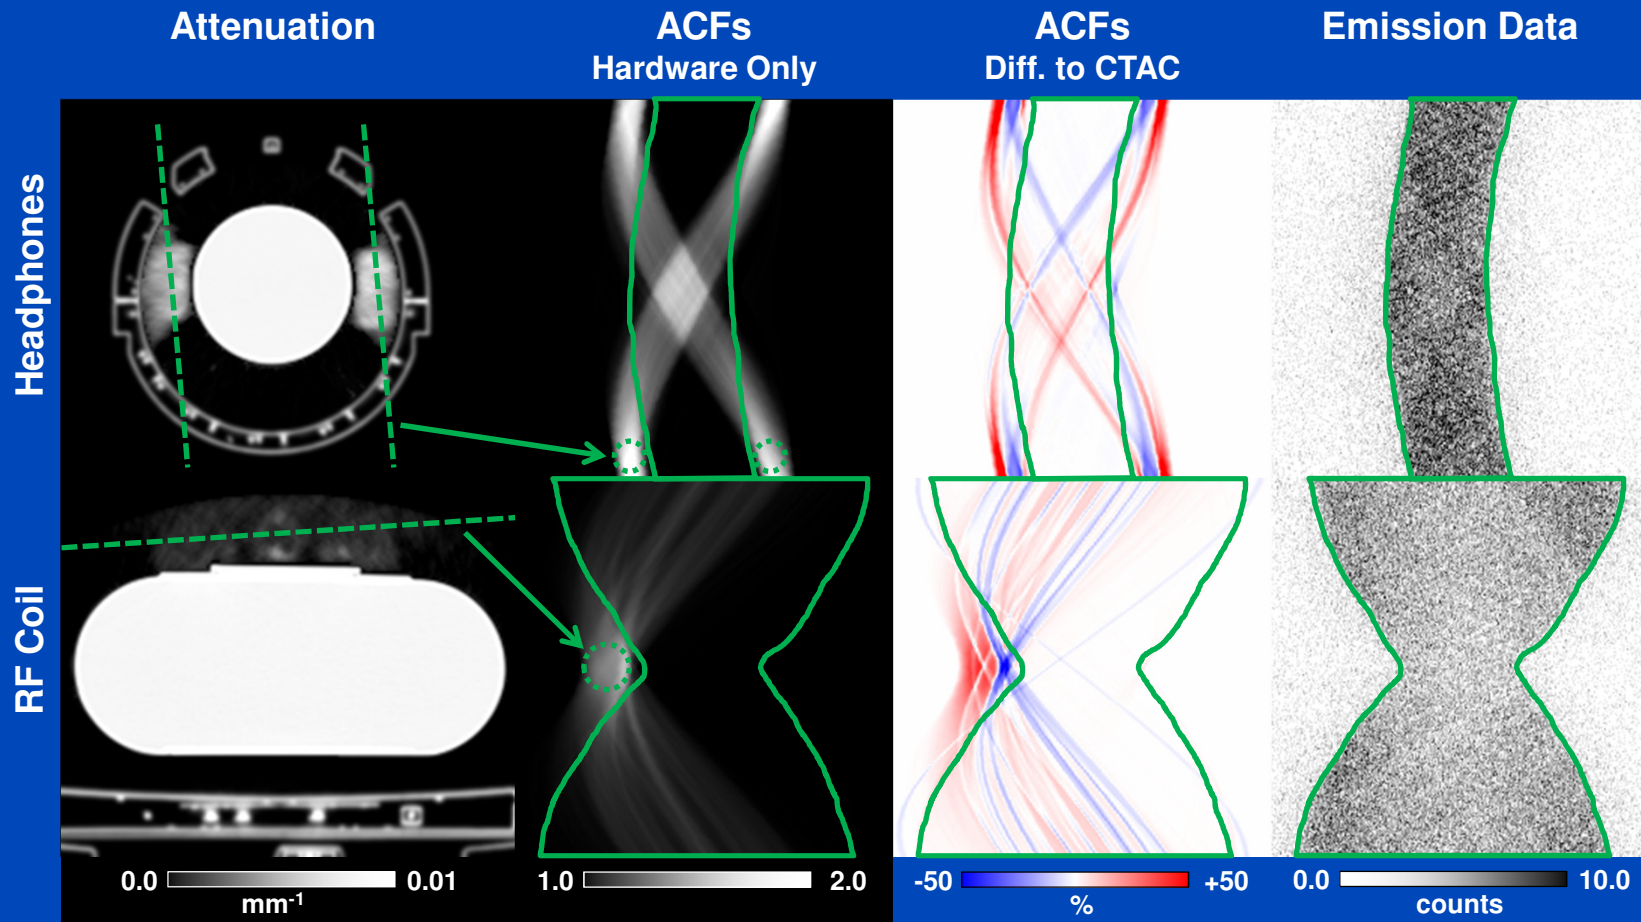 Attenuation
ACFs
Hardware Only
ACFs
Diff. to CTAC
Emission Data
Headphones
RF Coil
0.0 0.01
mm-1
1.0 2.0
-50 +50
%
0.0 10.0
counts